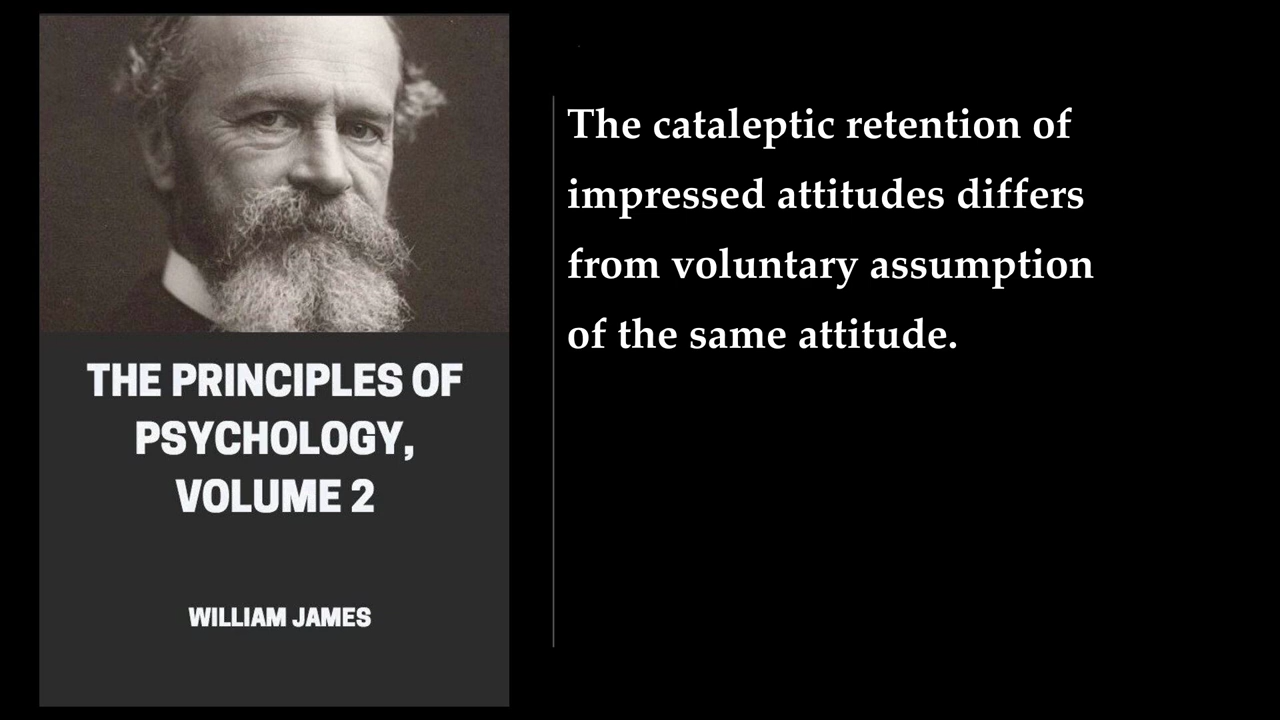 THE PRINCIPLES OF
PSYCHOLOGY,
VOLUME 2
WILLIAM JAMES
The cataleptic retention of
impressed attitudes differs
from voluntary assumption
of the same attitude.